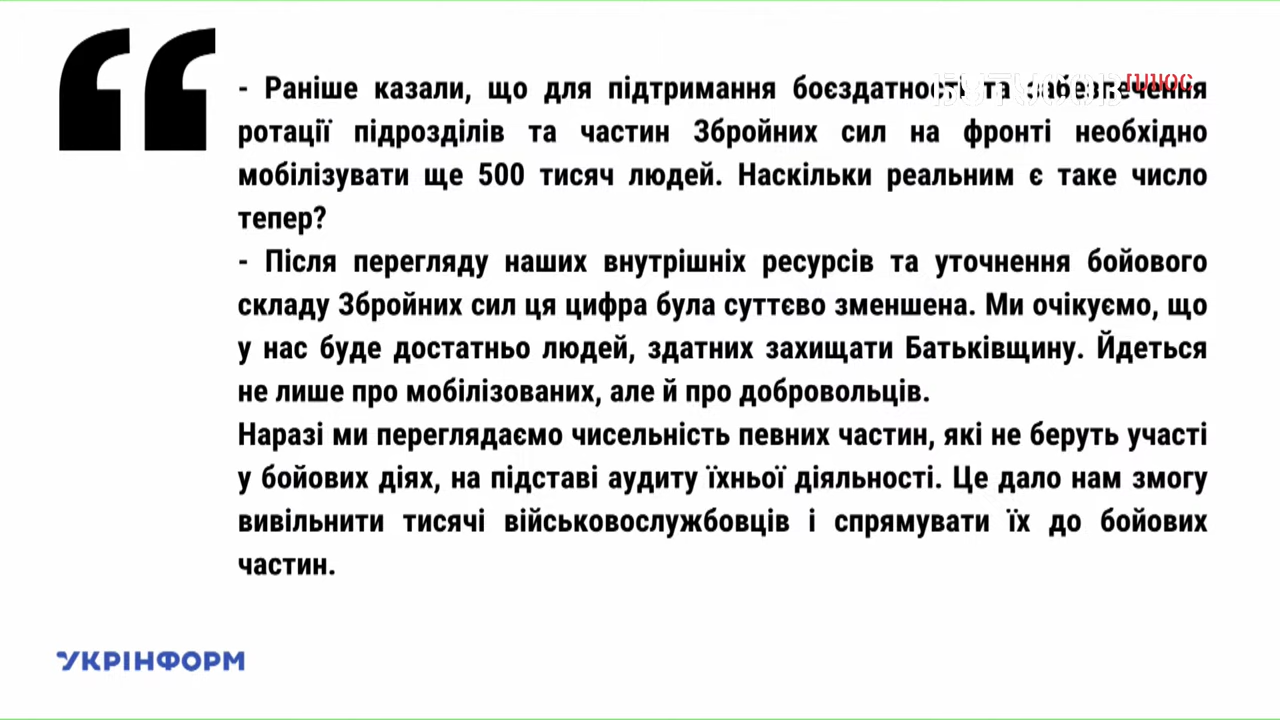 - Раніше казали, що для підтримання боєздатності та забезпечення
ротації підрозділів та частин Збройних сил на фронті необхідно
мобілізувати ще 500 тисяч людей. Наскільки реальним є таке число
тепер?
- Після перегляду наших внутрішніх ресурсів та уточнення бойового
складу Збройних сил ця цифра була суттєво зменшена. Ми очікуємо, що
у нас буде достатньо людей, здатних захищати Батьківщину. Йдеться
не лише про мобілізованих, але й про добровольців.
Наразі ми переглядаємо чисельність певних частин, які не беруть участі
у бойових діях, на підставі аудиту їхньої діяльності. Це дало нам змогу
вивільнити тисячі військовослужбовців і спрямувати їх до бойових
частин.
УКРІНФОРМ